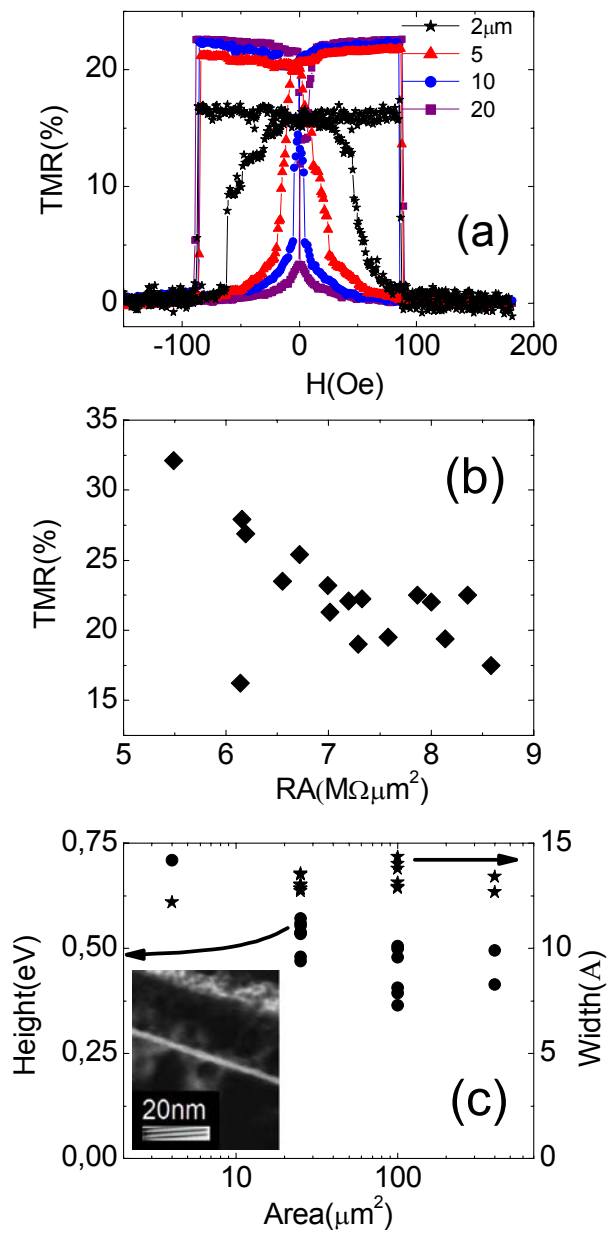 2μm
5
10
20
TMR(%)
20
10
0
(a)
-100 0 100 200
H(Oe)
(b)
TMR(%)
35
30
25
20
15
5 6 7 8 9
RA(MΩμm²)
0,75
0,50
0,25
0,00
Height(eV)
15
10
5
0
Width(A)
20nm
(c)
10 100
Area(μm²)